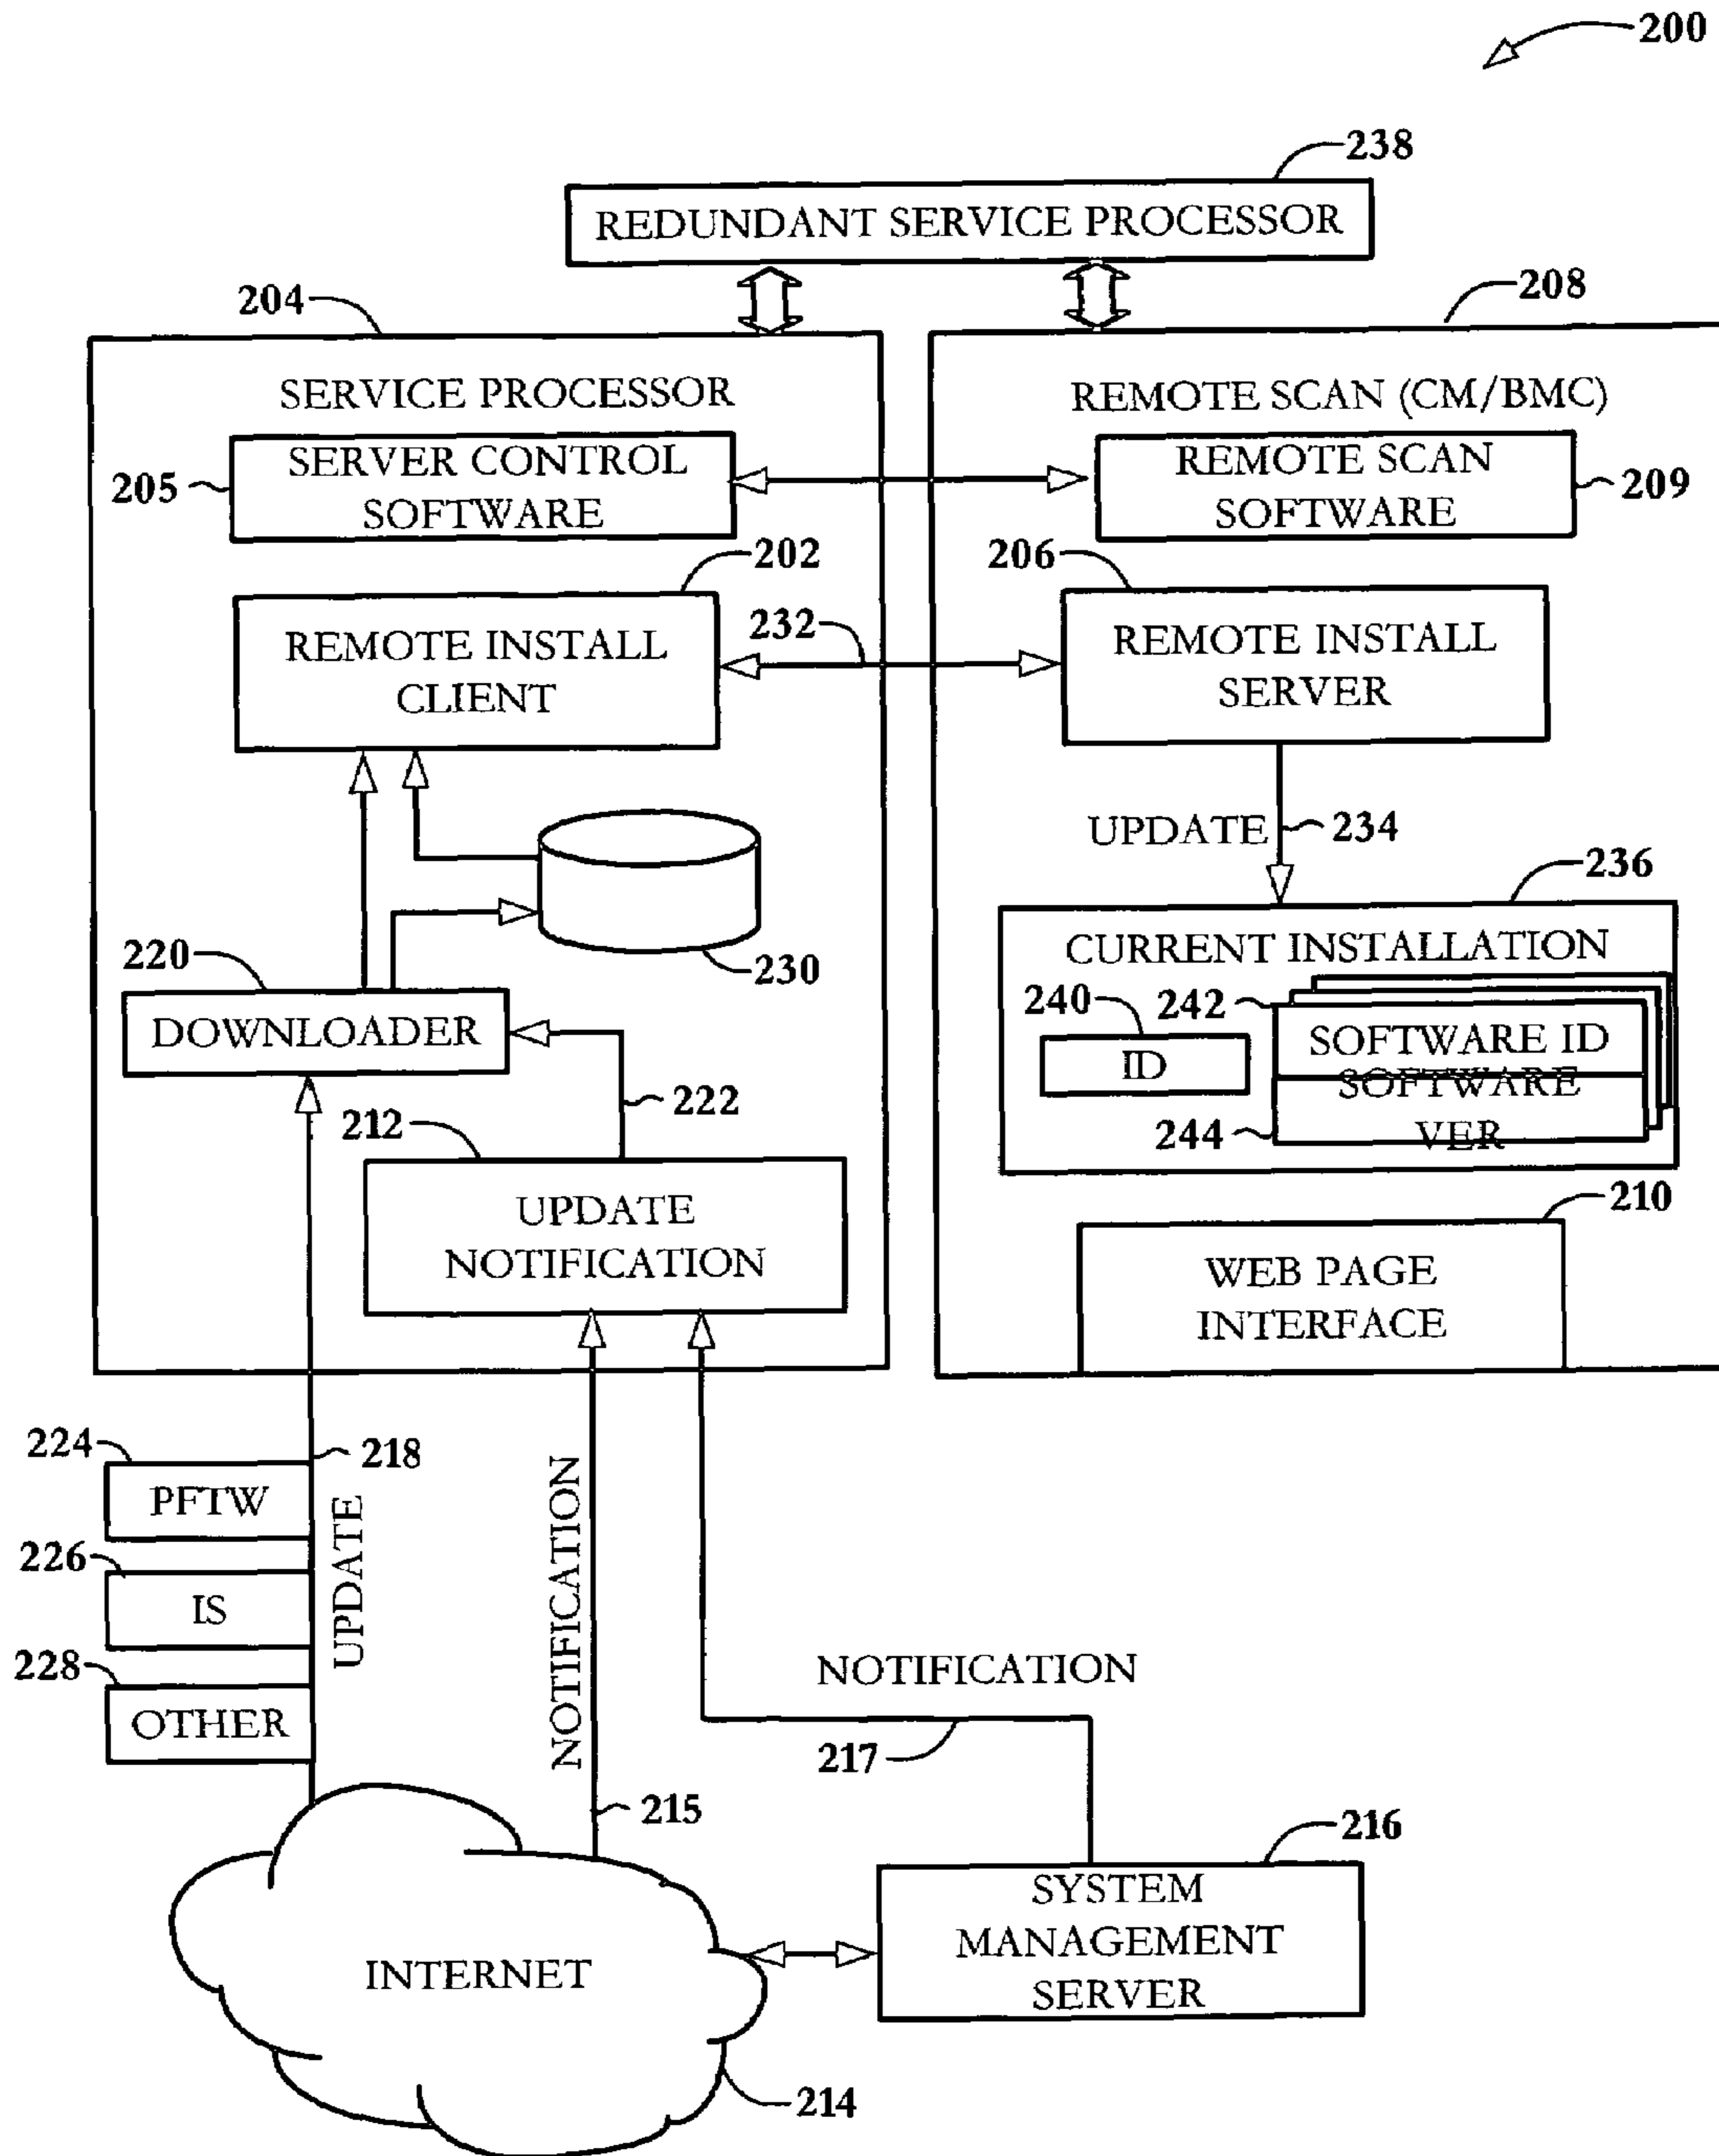 200
238
REDUNDANT SERVICE PROCESSOR
204
208
SERVICE PROCESSOR
REMOTE SCAN (CM/BMC)
205
SERVER CONTROL
SOFTWARE
REMOTE SCAN
SOFTWARE
209
202
206
REMOTE INSTALL
CLIENT
232
REMOTE INSTALL
SERVER
UPDATE
234
236
CURRENT INSTALLATION
220
230
DOWNLOADER
240
ID
242
SOFTWARE ID
SOFTWARE
VER
244
222
212
UPDATE
NOTIFICATION
210
WEB PAGE
INTERFACE
224
PFTW
218
226
IS
228
OTHER
UPDATE
NOTIFICATION
NOTIFICATION
217
215
216
SYSTEM
MANAGEMENT
SERVER
INTERNET
214